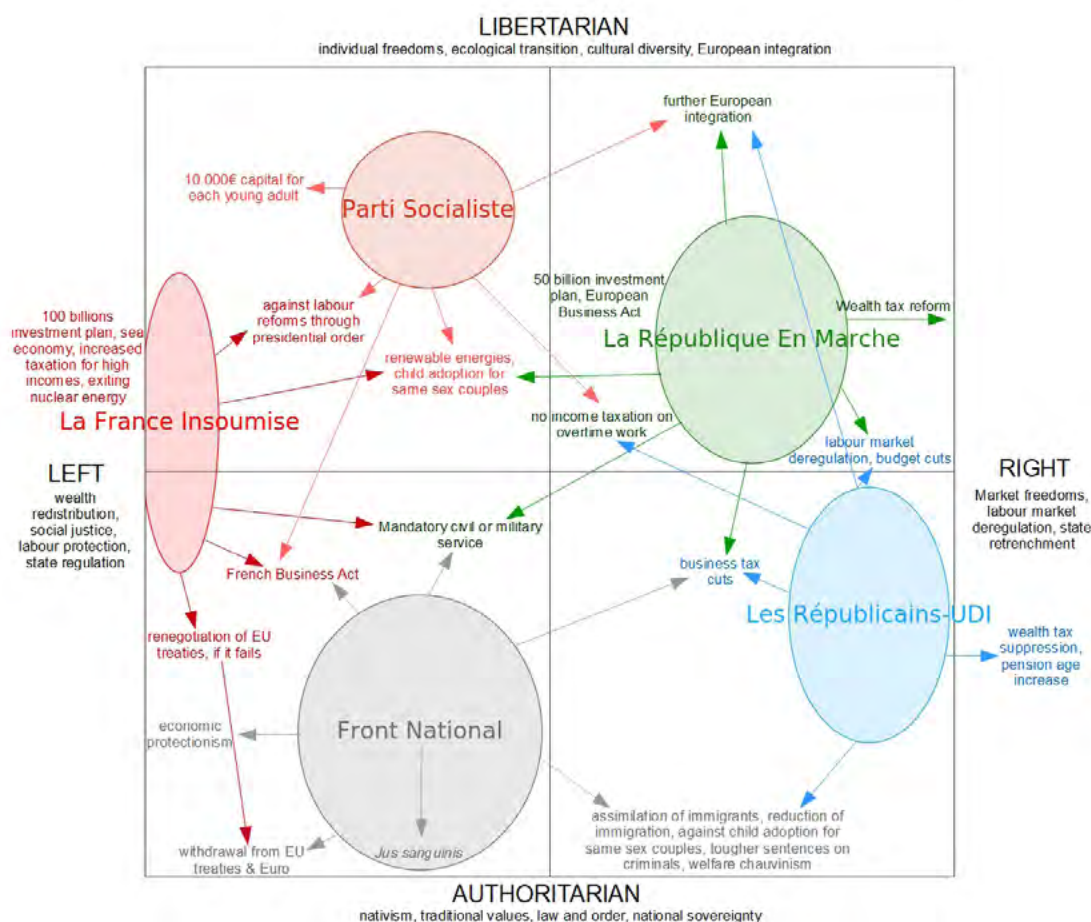 LIBERTARIAN
individual freedoms, ecological transition, cultural diversity, European integration
further European
integration
10 000€ capital for
each young adult
Parti Socialiste
50 billion investment
plan, European
Business Act
Wealth tax reform
La République En Marche
against labour
reforms through
presidential order
100 billions
investment plan, sea
economy, increased
taxation for high
incomes, exiting
nuclear energy
renewable energies,
child adoption for
same sex couples
La France Insoumise
no income taxation on
overtime work
labour market
deregulation, budget cuts
LEFT
wealth
redistribution,
social justice,
labour protection,
state regulation
RIGHT
Market freedoms,
labour market
deregulation, state
retrenchment
Mandatory civil or military
service
French Business Act
business tax
cuts
Les Républicains-UDI
renegotiation of EU
treaties, if it fails
wealth tax
suppression,
pension age
increase
economic
protectionism
Front National
assimilation of immigrants, reduction of
immigration, against child adoption for
same sex couples, tougher sentences on
criminals, welfare chauvinism
withdrawal from EU
treaties & Euro
Jus sanguinis
AUTHORITARIAN
nativism, traditional values, law and order, national sovereignty